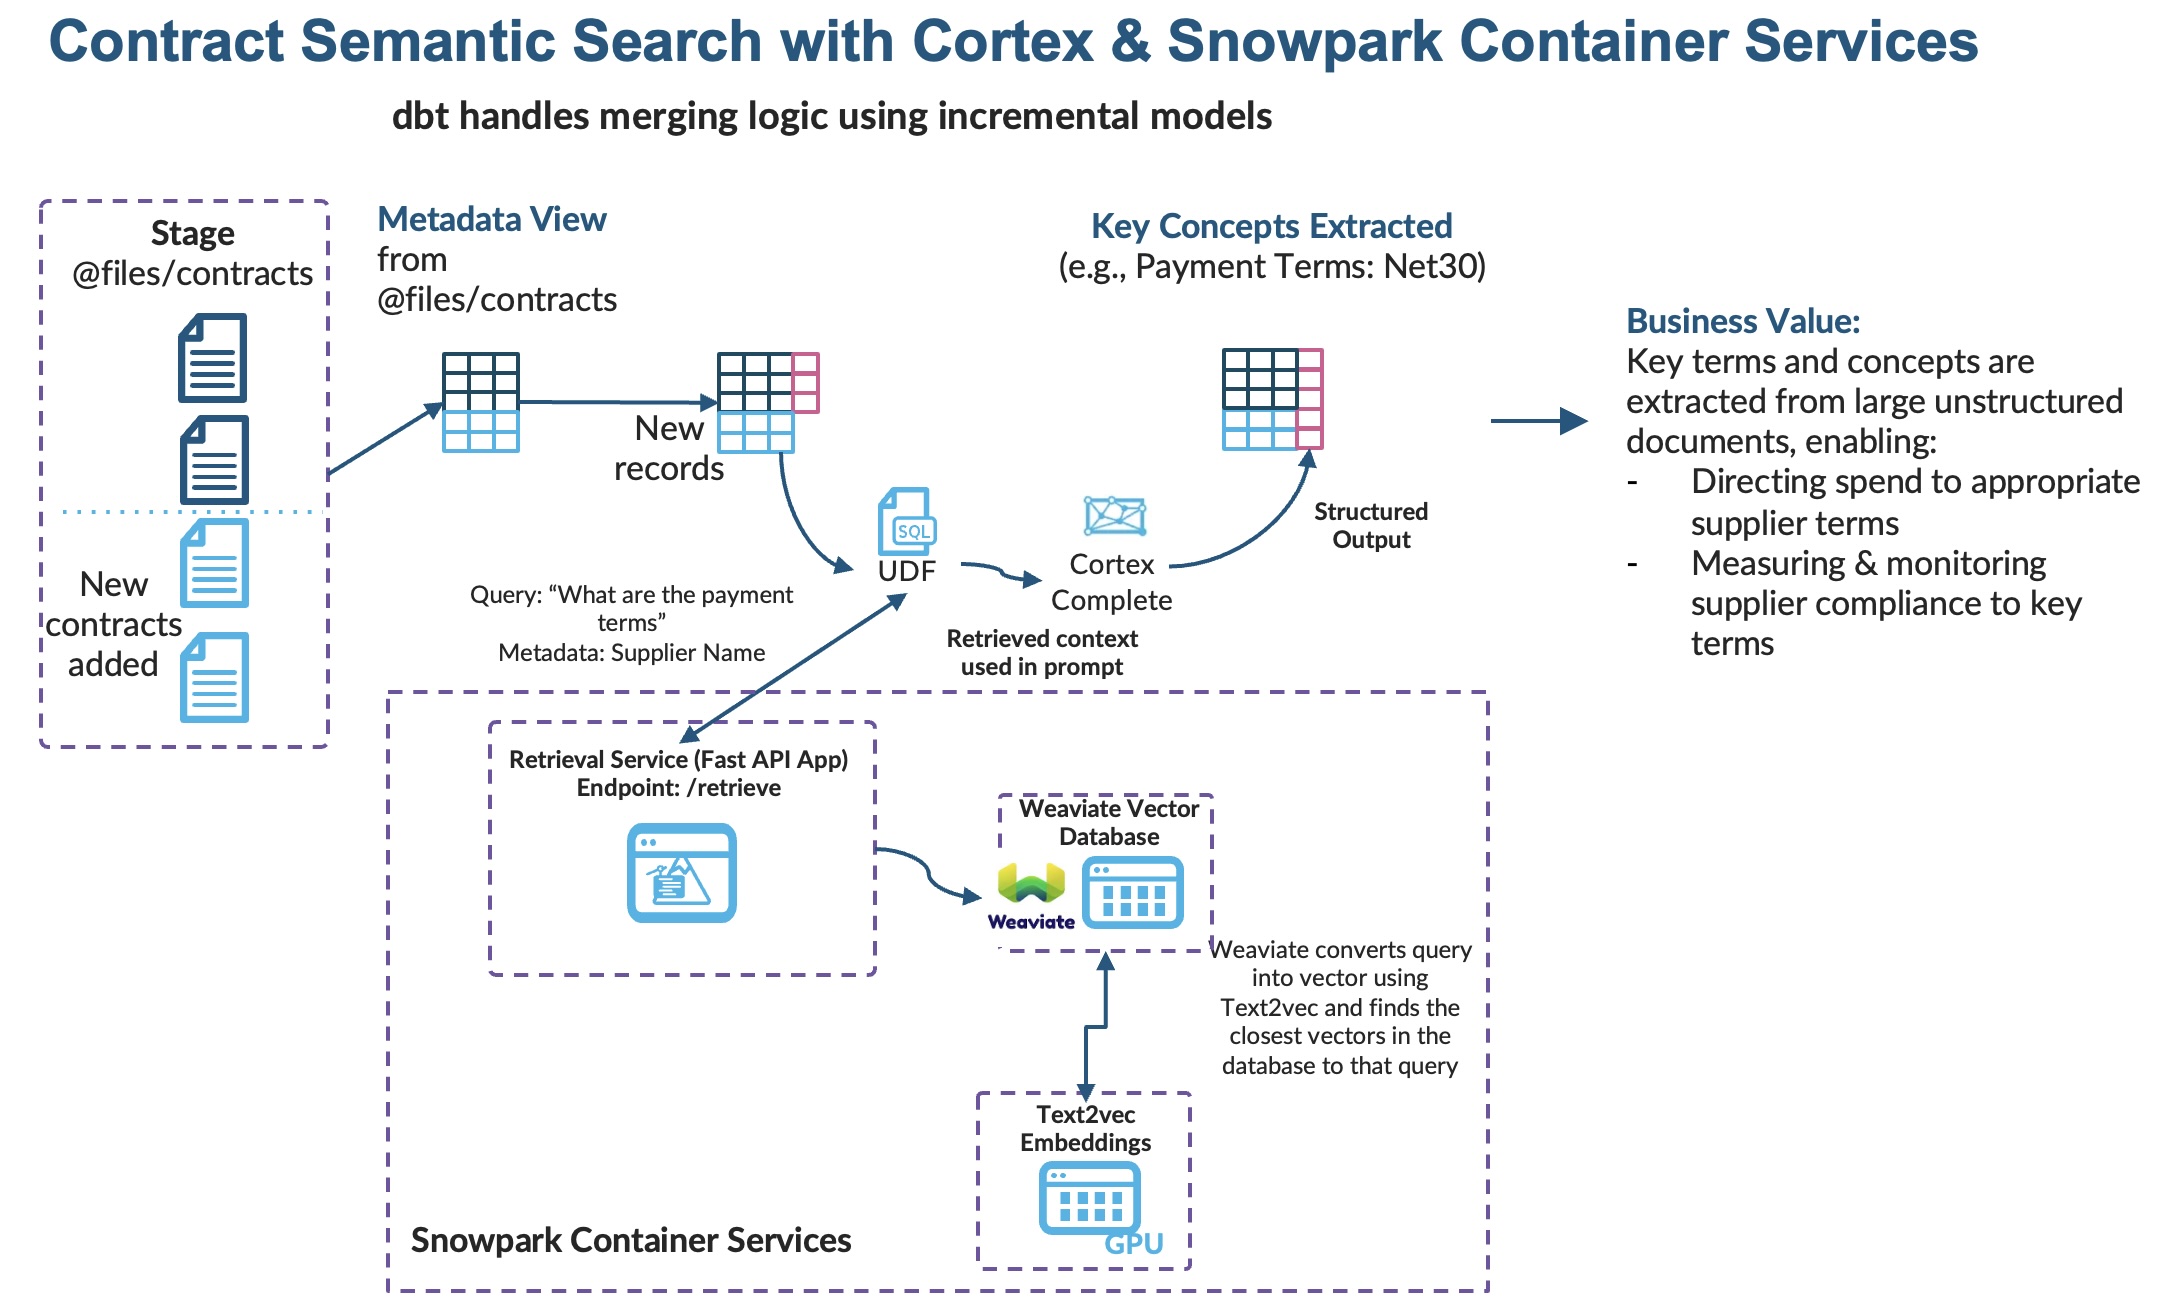 Contract Semantic Search with Cortex & Snowpark Container Services
dbt handles merging logic using incremental models
Stage
@files/contracts
New
contracts
added
Metadata View
from
@files/contracts
New
records
Key Concepts Extracted
(e.g., Payment Terms: Net30)
SQL
UDF
Cortex
Complete
Structured
Output
Query: “What are the payment
terms”
Metadata: Supplier Name
Retrieved context
used in prompt
Business Value:
Key terms and concepts are
extracted from large unstructured
documents, enabling:
- Directing spend to appropriate
supplier terms
- Measuring & monitoring
supplier compliance to key
terms
Retrieval Service (Fast API App)
Endpoint: /retrieve
Weaviate Vector
Database
Weaviate
Weaviate converts query
into vector using
Text2vec and finds the
closest vectors in the
database to that query
Text2vec
Embeddings
GPU
Snowpark Container Services